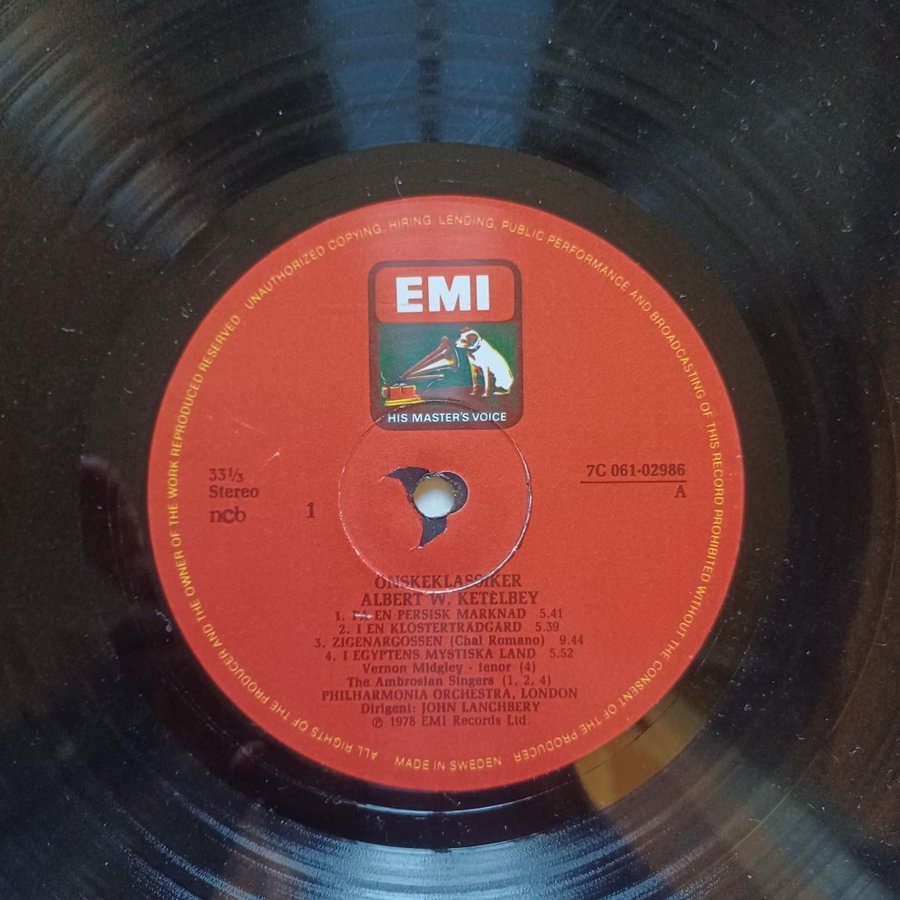 ALL RIGHTS OF THE PRODUCER AND THE OWNER OF THE WORK REPRODUCED RESERVED UNAUTHORIZED COPYING, HIRING, LENDING, PUBLIC PERFORMANCE AND BROADCASTING OF THIS RECORD PROHIBITED WITHOUT THE CONSENT OF THE PRODUCER
EMI
HIS MASTER'S VOICE
33 1/3
Stereo
ncb
1
7C 061-02986
A
ÖNSKEKLASSIKER
ALBERT W. KETÈLBEY
1. PÅ EN PERSISK MARKNAD 5.41
2. I EN KLOSTERTRÄDGÅRD 5.39
3. ZIGENARGOSSEN (Chal Romano) 9.44
4. I EGYPTENS MYSTISKA LAND 5.52
Vernon Midgley - tenor (4)
The Ambrosian Singers (1, 2, 4)
PHILHARMONIA ORCHESTRA, LONDON
Dirigent: JOHN LANCHBERY
℗ 1978 EMI Records Ltd.
MADE IN SWEDEN